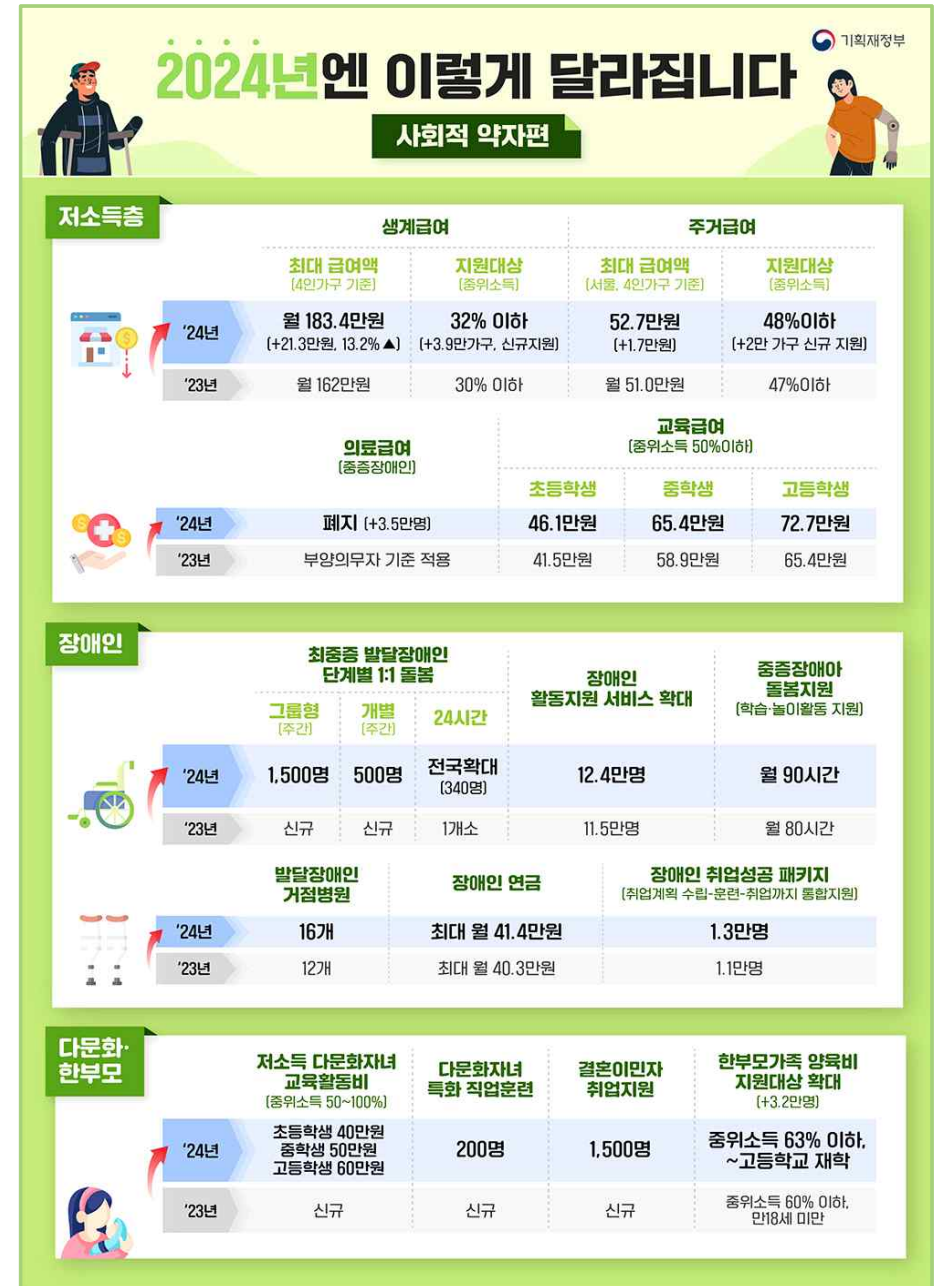 기획재정부
2024년엔 이렇게 달라집니다
사회적 약자편
저소득층
생계급여 주거급여
최대 급여액 지원대상 최대 급여액 지원대상
(4인가구 기준) (중위소득) (서울, 4인가구 기준) (중위소득)
'24년 월 183.4만원 32% 이하 52.7만원 48%이하
(+21.3만원, 13.2%▲) (+3.9만가구, 신규지원) (+1.7만원) (+2만 가구 신규 지원)
'23년 월 162만원 30% 이하 월 51.0만원 47%이하
의료급여 교육급여
(중증장애인) (중위소득 50%이하)
초등학생 중학생 고등학생
'24년 폐지 (+3.5만명) 46.1만원 65.4만원 72.7만원
'23년 부양의무자 기준 적용 41.5만원 58.9만원 65.4만원
장애인
최중증 발달장애인
단계별 1:1 돌봄
장애인
활동지원 서비스 확대
중증장애아
돌봄지원
(학습·놀이활동 지원)
그룹형 개별 24시간
(주간) (주간)
'24년 1,500명 500명 전국확대 12.4만명 월 90시간
(340명)
'23년 신규 신규 1개소 11.5만명 월 80시간
발달장애인
거점병원
장애인 연금
장애인 취업성공 패키지
(취업계획 수립-훈련-취업까지 통합지원)
'24년 16개 최대 월 41.4만원 1.3만명
'23년 12개 최대 월 40.3만원 1.1만명
다문화·
한부모
저소득 다문화자녀
교육활동비
(중위소득 50~100%)
다문화자녀
특화 직업훈련
결혼이민자
취업지원
한부모가족 양육비
지원대상 확대
(+3.2만명)
'24년
초등학생 40만원
중학생 50만원
고등학생 60만원
200명
1,500명
중위소득 63% 이하,
~고등학교 재학
'23년 신규 신규 신규
중위소득 60% 이하,
만18세 미만